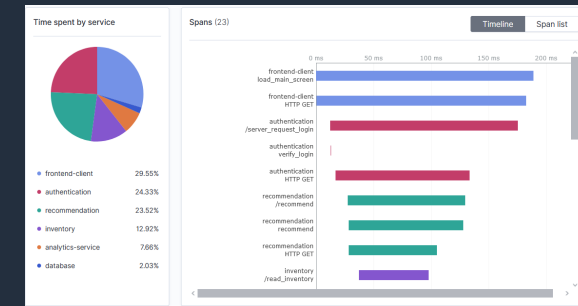 Time spent by service
frontend-client 29.55%
authentication 24.33%
recommendation 23.52%
inventory 12.92%
analytics-service 7.66%
database 2.03%
Spans (23)
Timeline
Span list
0 ms 50 ms 100 ms 150 ms 200 ms
frontend-client
load_main_screen
frontend-client
HTTP GET
authentication
/server_request_login
authentication
verify_login
authentication
HTTP GET
recommendation
/recommend
recommendation
recommend
recommendation
HTTP GET
inventory
/read_inventory